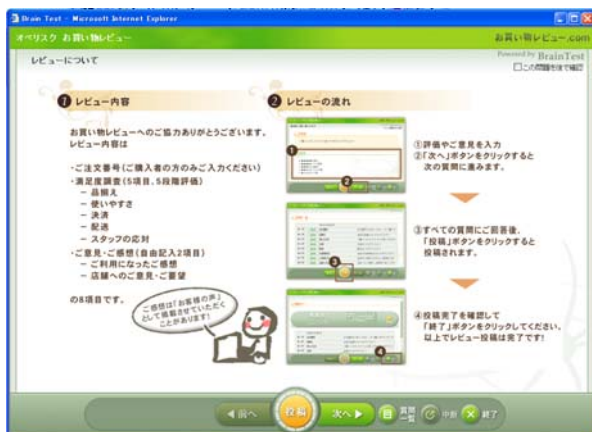 Brain Test - Microsoft Internet Explorer
オベリスク お買い物レビュー
お買い物レビュー.com
レビューについて
Powered by BrainTest
□この問題を後で確認
1 レビュー内容
お買い物レビューへのご協力ありがとうございます。
レビュー内容は
・ご注文番号(ご購入者の方のみご入力ください)
・満足度調査(5項目、5段階評価)
－ 品揃え
－ 使いやすさ
－ 決済
－ 配送
－ スタッフの応対
・ご意見・ご感想(自由記入2項目)
－ ご利用になったご感想
－ 店舗へのご意見・ご要望
の8項目です。
ご感想は「お客様の声」
として掲載させていただく
ことがあります!
2 レビューの流れ
1
2
3
4
①評価やご意見を入力
②「次へ」ボタンをクリックすると
次の質問に進みます。
③すべての質問にご回答後、
「投稿」ボタンをクリックすると
投稿されます。
④投稿完了を確認して
「終了」ボタンをクリックしてください。
以上でレビュー投稿は完了です!
前へ
投稿
次へ
質問
一覧
中断
終了